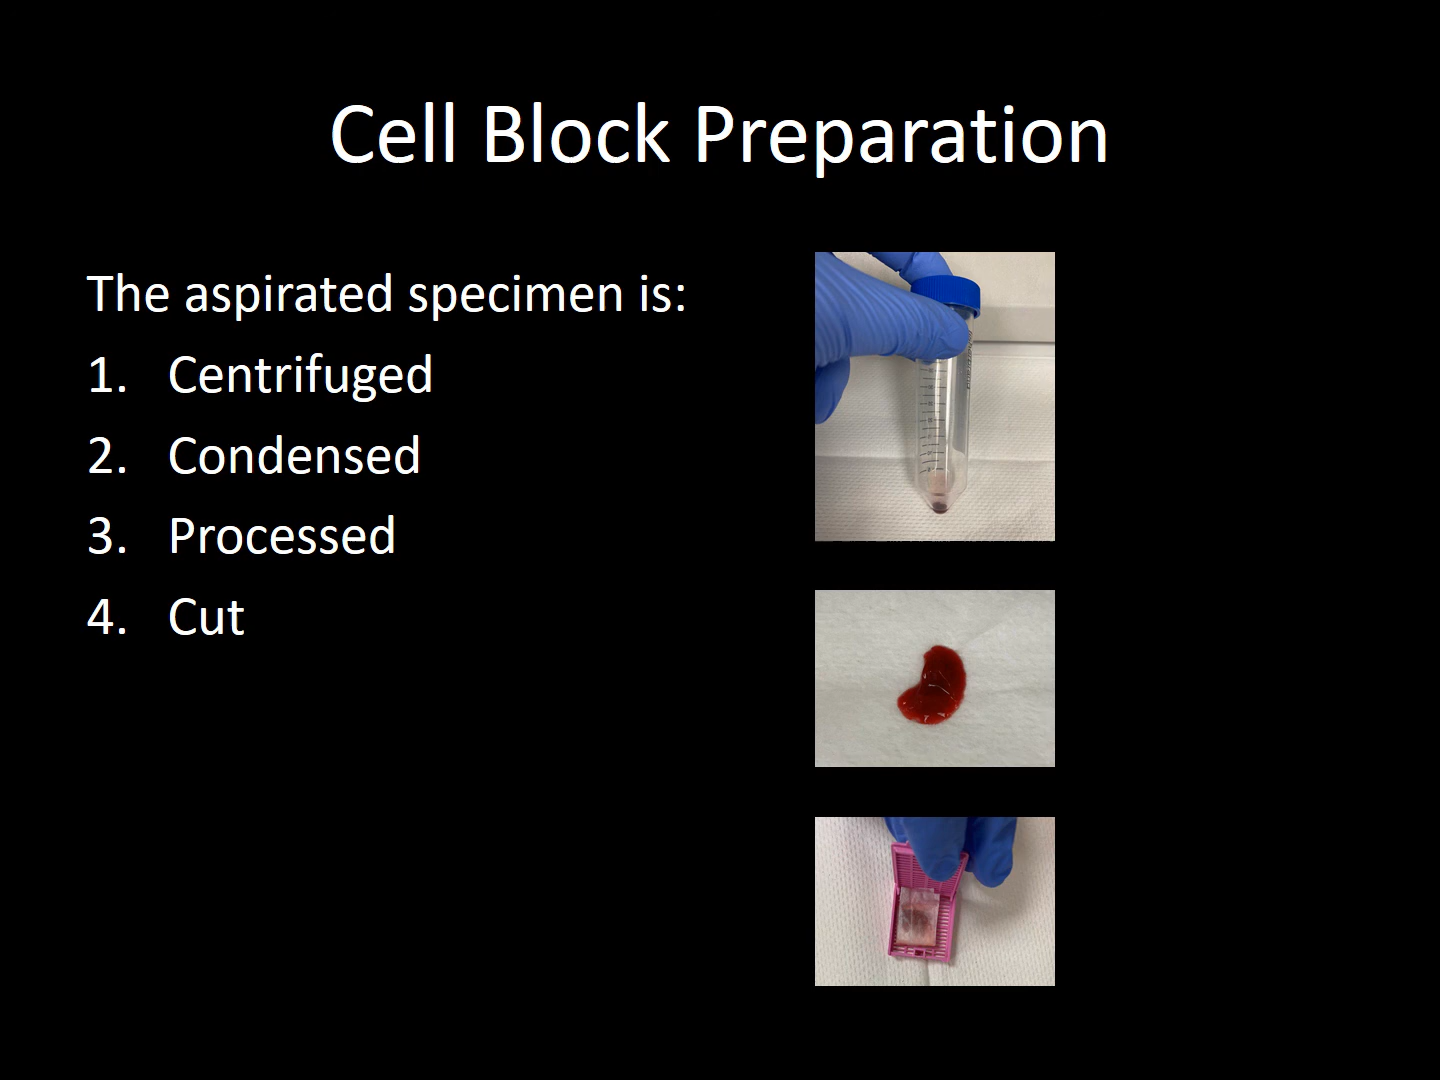 Cell Block Preparation
The aspirated specimen is:
1. Centrifuged
2. Condensed
3. Processed
4. Cut